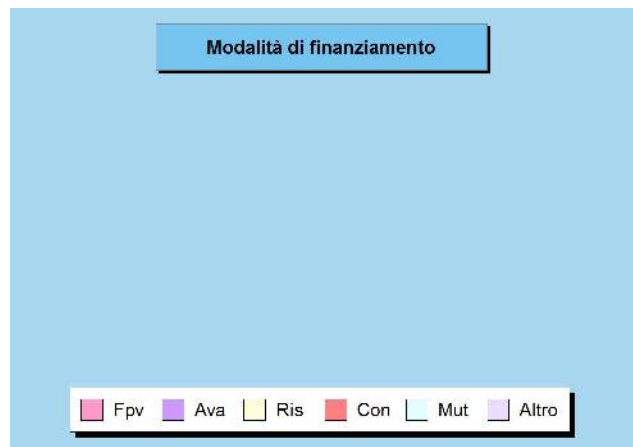 Modalità di finanziamento
Fpv Ava Ris Con Mut Altro